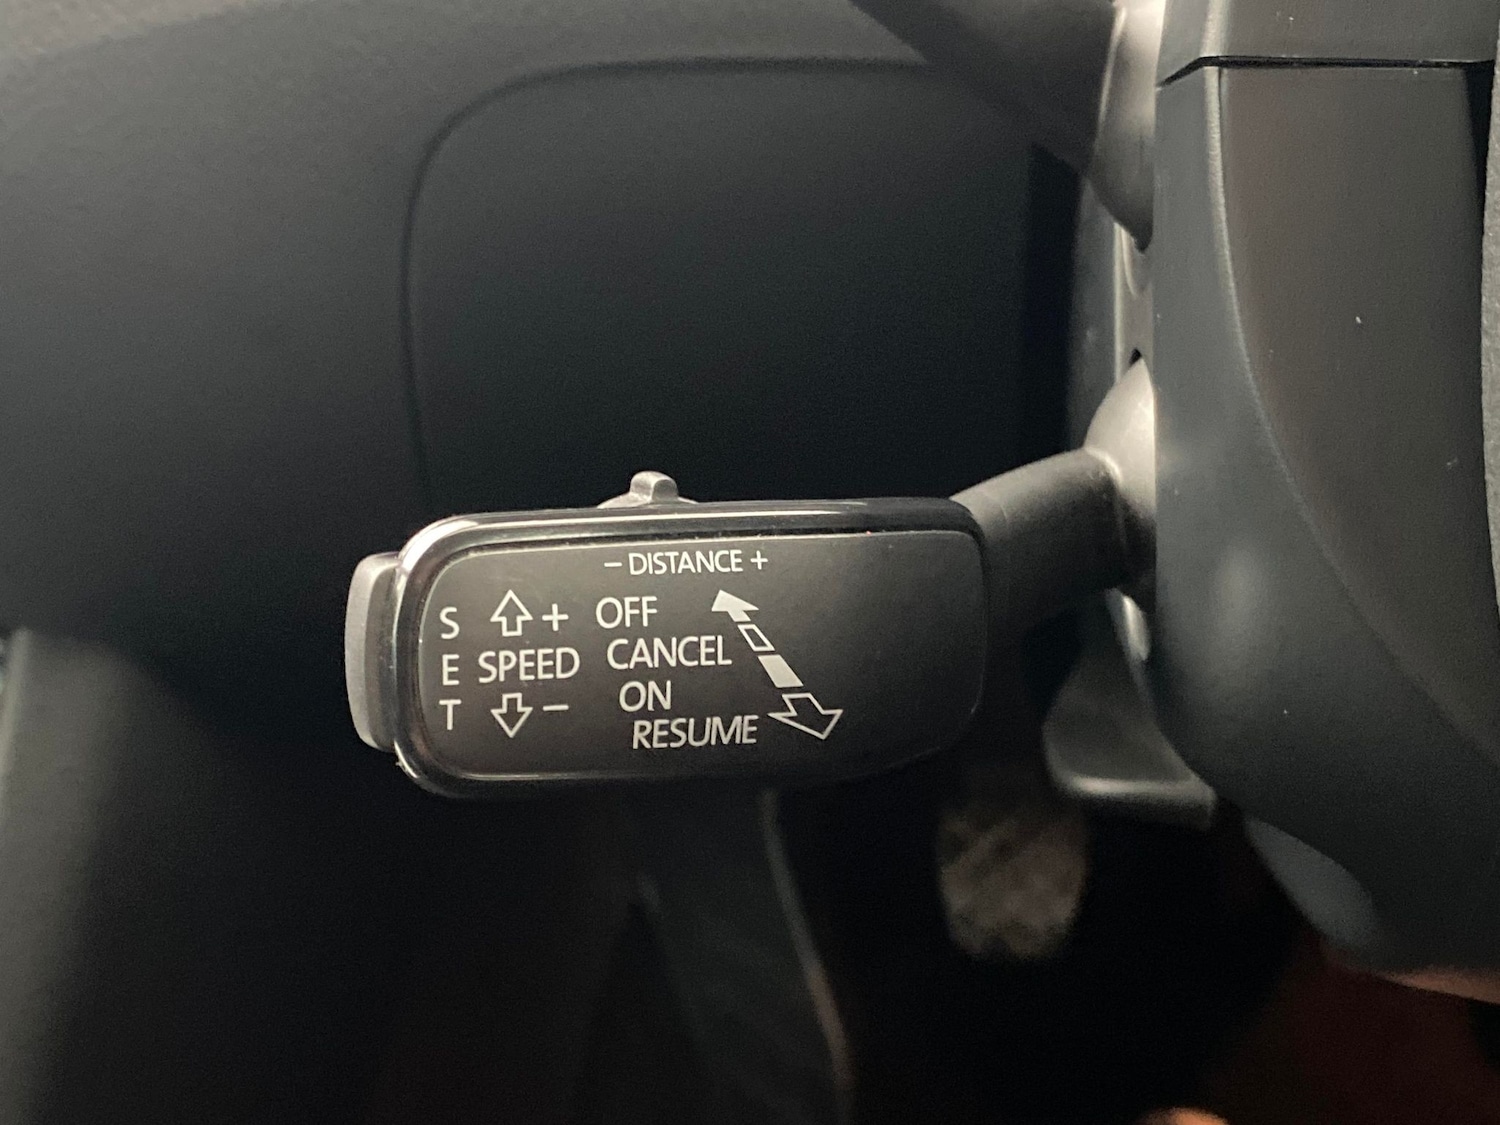 – DISTANCE +
S + OFF
E SPEED CANCEL
T – ON
RESUME